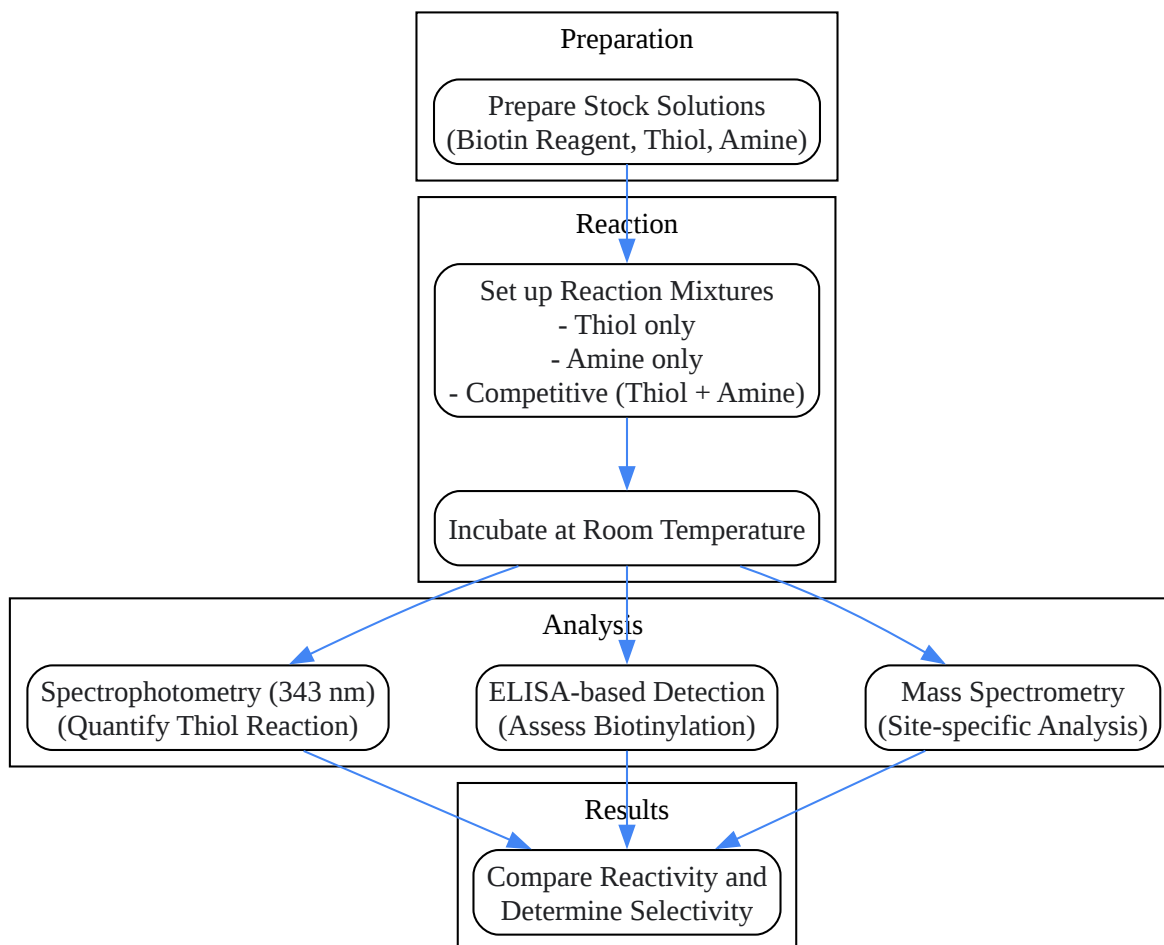 Preparation
Prepare Stock Solutions
(Biotin Reagent, Thiol, Amine)
Reaction
Set up Reaction Mixtures
- Thiol only
- Amine only
- Competitive (Thiol + Amine)
Incubate at Room Temperature
Analysis
Spectrophotometry (343 nm)
(Quantify Thiol Reaction)
ELISA-based Detection
(Assess Biotinylation)
Mass Spectrometry
(Site-specific Analysis)
Results
Compare Reactivity and
Determine Selectivity